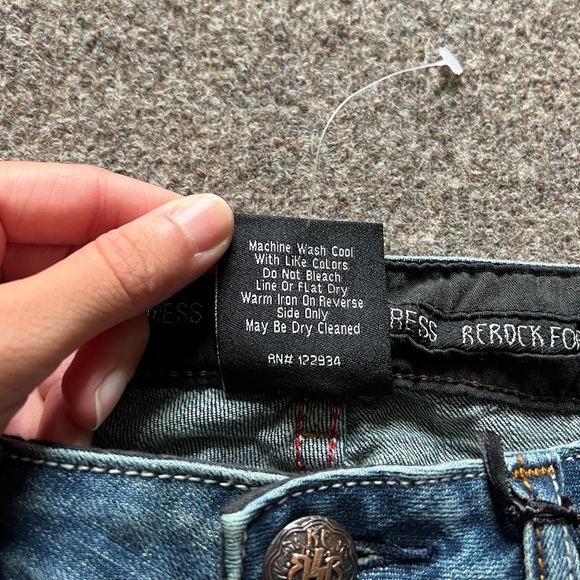 Machine Wash Cool
With Like Colors
Do Not Bleach
Line Or Flat Dry
Warm Iron On Reverse
Side Only
May Be Dry Cleaned
RN# 122934
RESS
RESS REROCK FOR